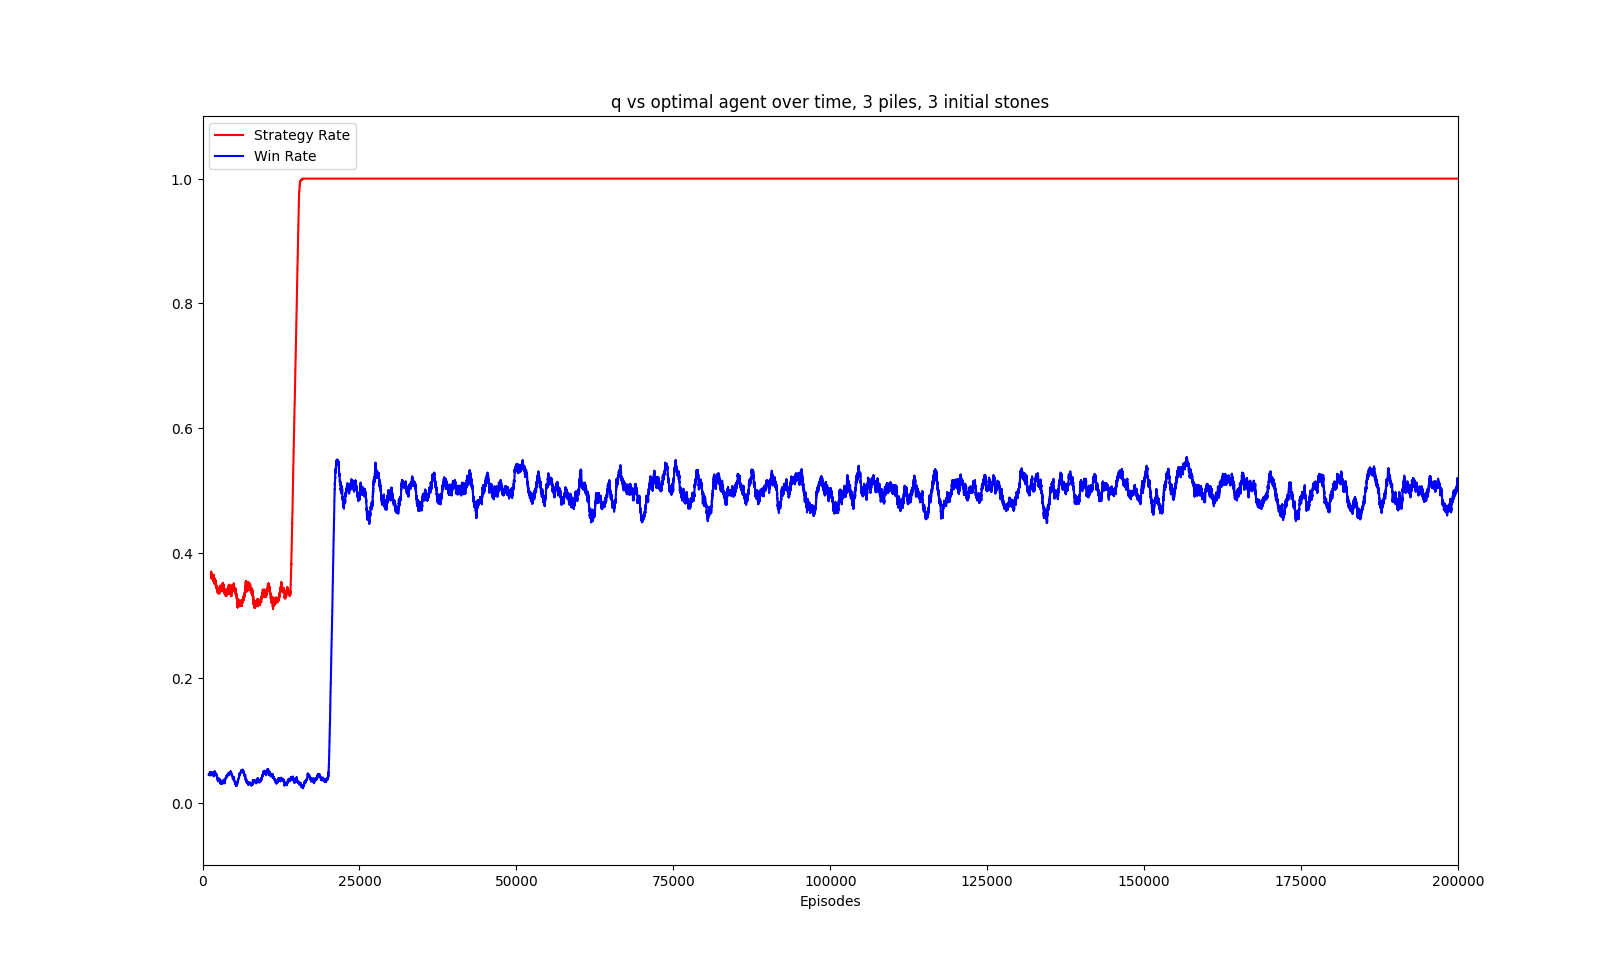 q vs optimal agent over time, 3 piles, 3 initial stones
Strategy Rate
Win Rate
1.0
0.8
0.6
0.4
0.2
0.0
0 25000 50000 75000 100000 125000 150000 175000 200000
Episodes